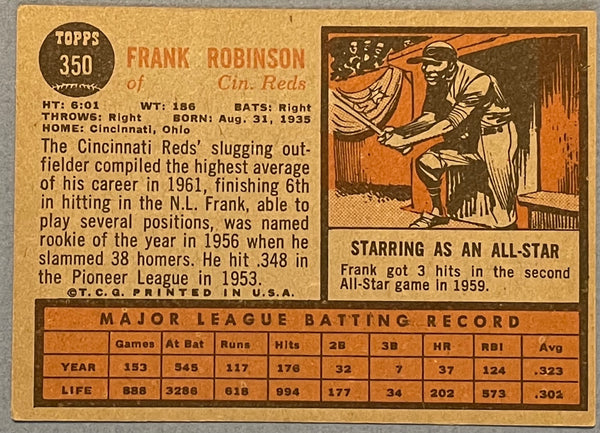 TOPPS
350
FRANK ROBINSON
of Cin. Reds
HT: 6:01 WT: 186 BATS: Right
THROWS: Right BORN: Aug. 31, 1935
HOME: Cincinnati, Ohio
The Cincinnati Reds' slugging out-
fielder compiled the highest average
of his career in 1961, finishing 6th
in hitting in the N.L. Frank, able to
play several positions, was named
rookie of the year in 1956 when he
slammed 38 homers. He hit .348 in
the Pioneer League in 1953.
©T.C.G. PRINTED IN U.S.A.
STARRING AS AN ALL-STAR
Frank got 3 hits in the second
All-Star game in 1959.
MAJOR LEAGUE BATTING RECORD
Games At Bat Runs Hits 2B 3B HR RBI Avg
YEAR 153 545 117 176 32 7 37 124 .323
LIFE 888 3286 618 994 177 34 202 573 .302